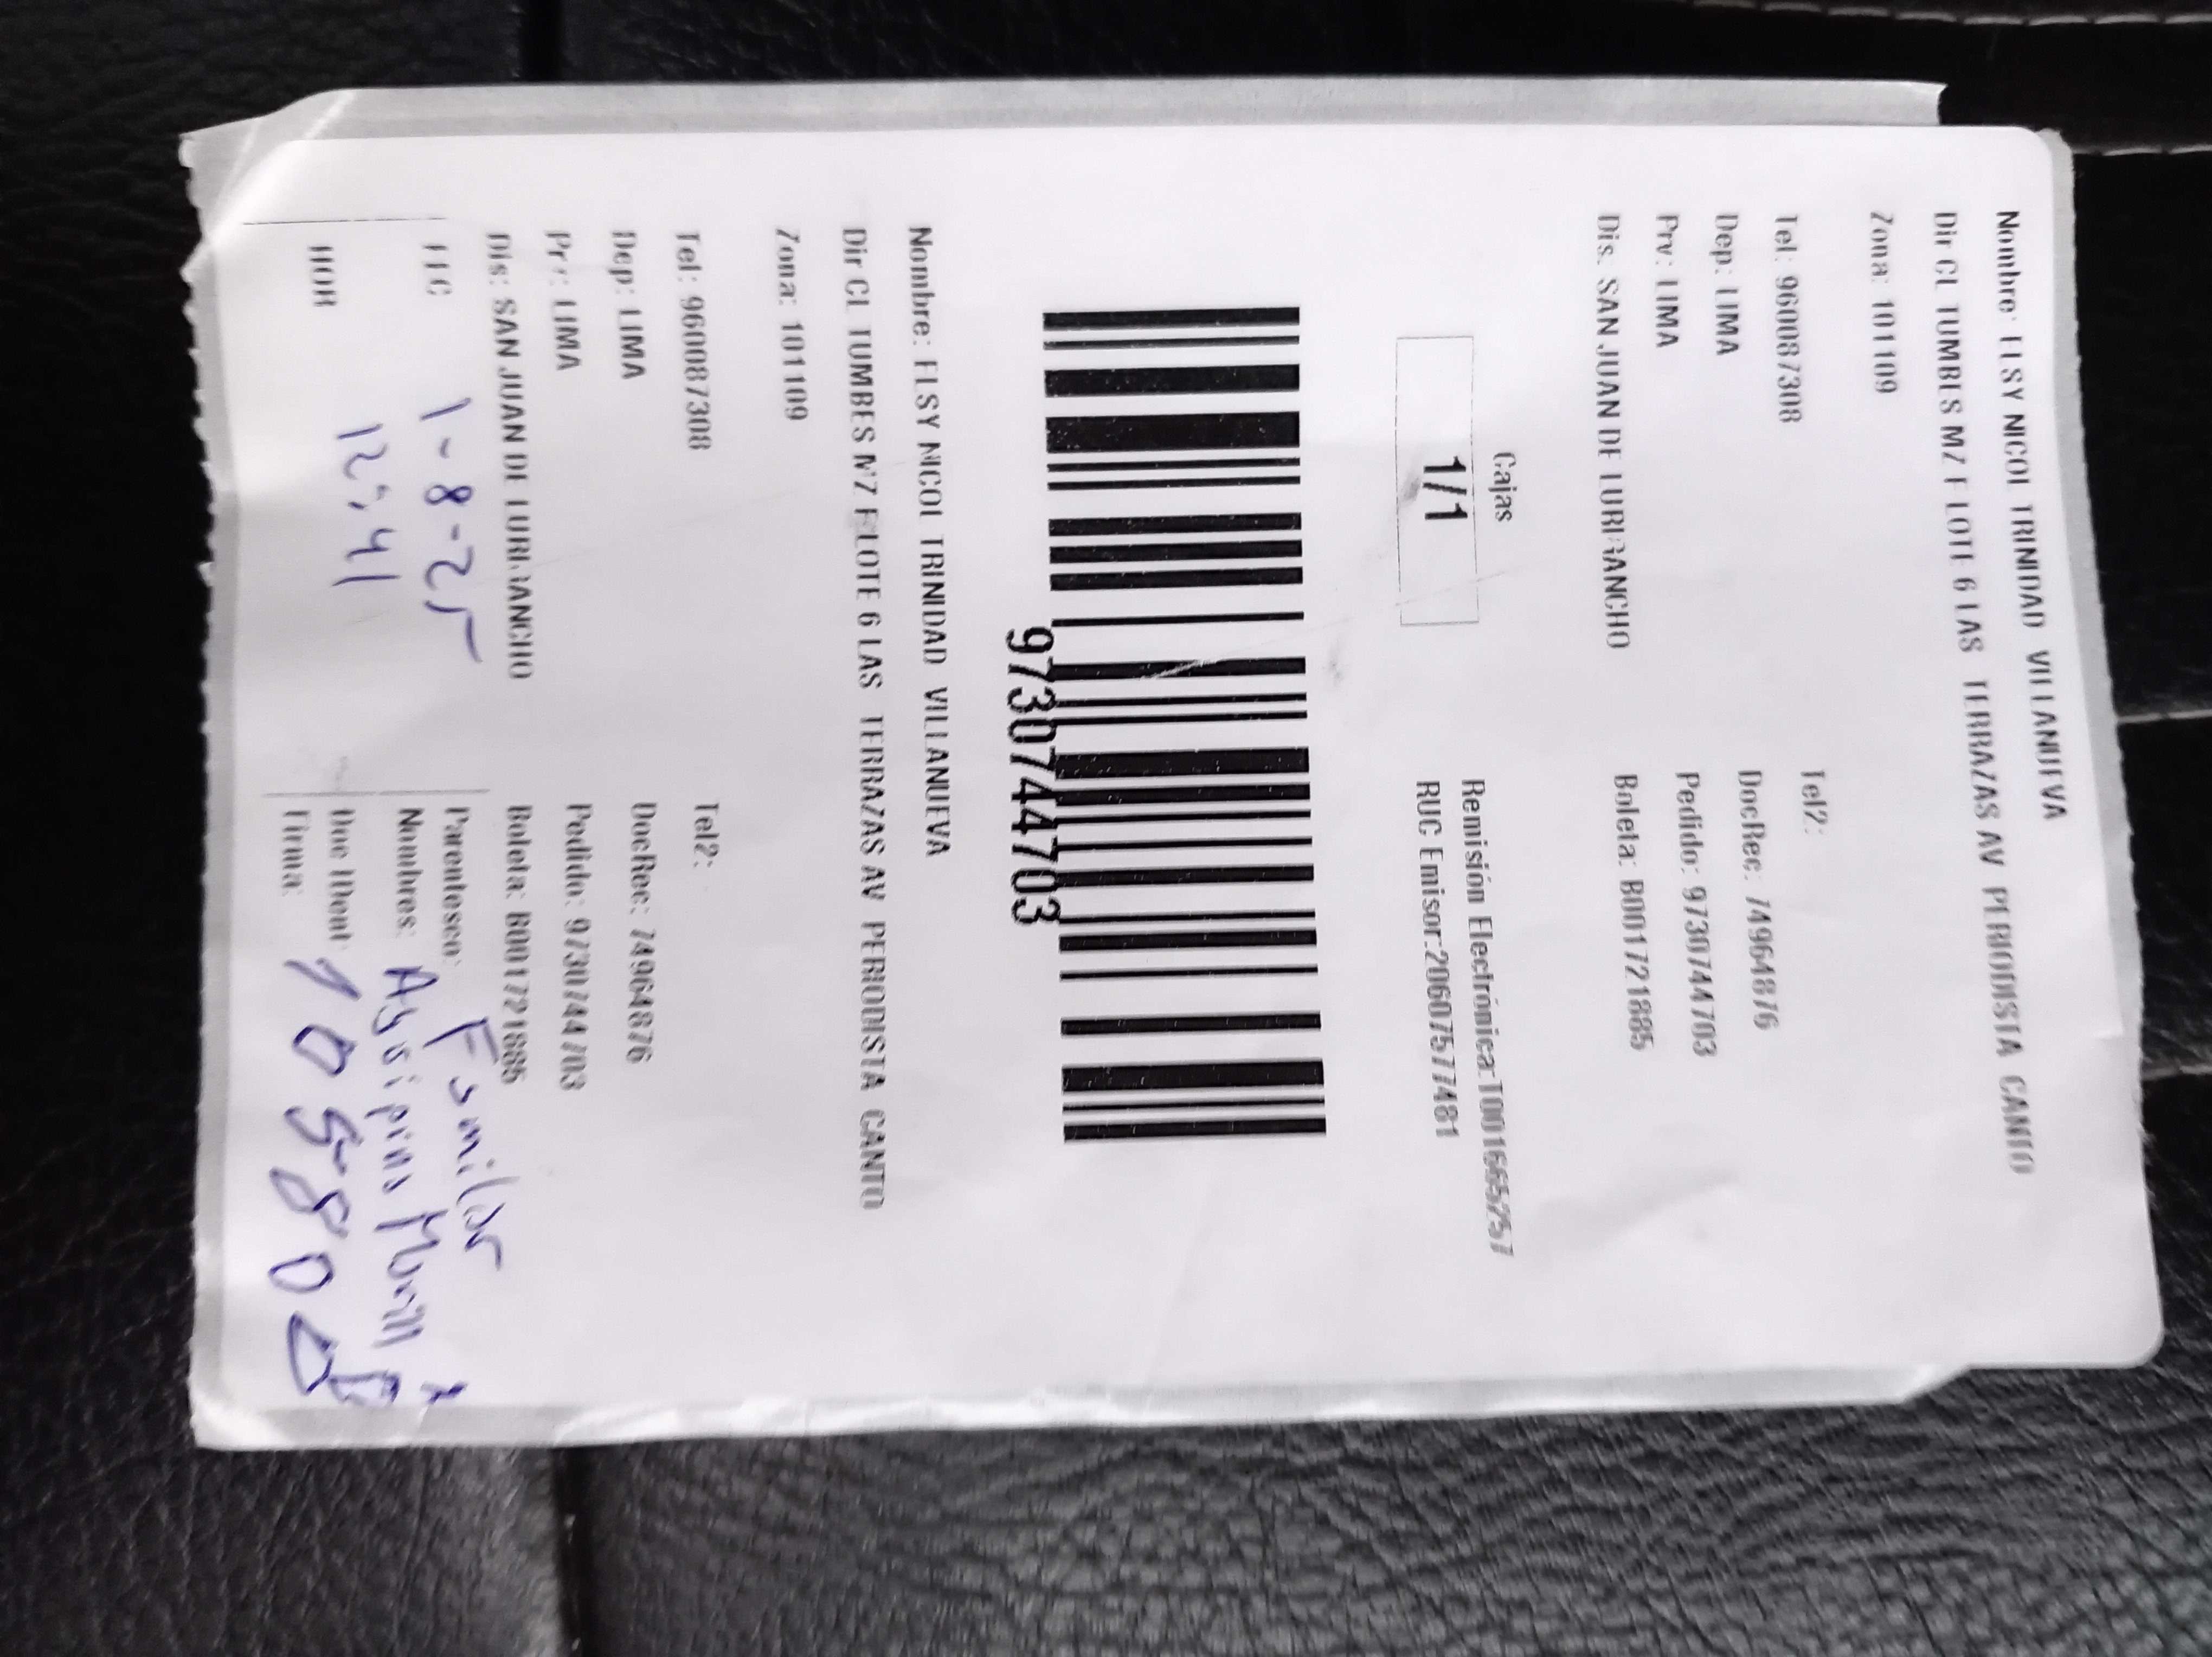 Nombre: ELSY NICOL TRINIDAD VILLANUEVA
Dir CL TUMBES MZ F LOTE 6 LAS TERRAZAS AV PERIODISTA CANTO
Zona: 101109
Tel: 960087308 Tel2:
Dep: LIMA DocRec: 74964876
Prv: LIMA Pedido: 9730744703
Dis: SAN JUAN DE LURIGANCHO Boleta: B001721885
Cajas Remisión Electrónica:T001665257
1/1 RUC Emisor:20607577481
9730744703
Nombre: ELSY NICOL TRINIDAD VILLANUEVA
Dir CL TUMBES MZ F LOTE 6 LAS TERRAZAS AV PERIODISTA CANTO
Zona: 101109
Tel: 960087308 Tel2:
Dep: LIMA DocRec: 74964876
Prv: LIMA Pedido: 9730744703
Dis: SAN JUAN DE LURIGANCHO Boleta: B001721885
FEC 1-8-25 Parentesco: Familiar
HOR 12:41 Nombres:
Doc IDent:
Firma: